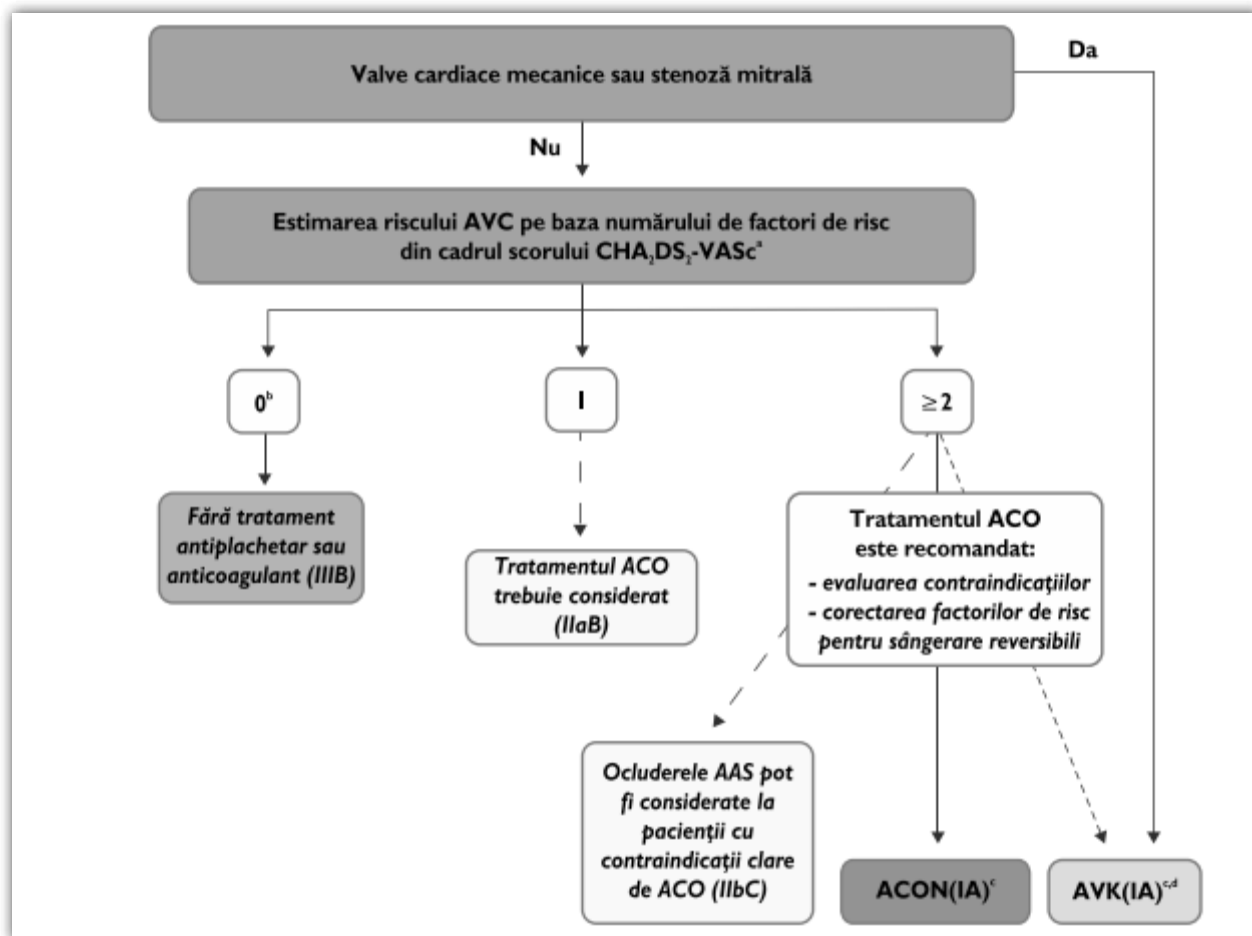 Valve cardiace mecanice sau stenoză mitrală
Da
Nu
Estimarea riscului AVC pe baza numărului de factori de risc
din cadrul scorului CHA₂DS₂-VAScᵃ
0ᵇ
I
≥2
Fără tratament
antiplachetar sau
anticoagulant (IIIB)
Tratamentul ACO
trebuie considerat
(IIaB)
Tratamentul ACO
este recomandat:
- evaluarea contraindicațiilor
- corectarea factorilor de risc
pentru sângerare reversibili
Ocluderele AAS pot
fi considerate la
pacienții cu
contraindicații clare
de ACO (IIbC)
ACON(IA)ᶜ
AVK(IA)ᶜ,ᵈ